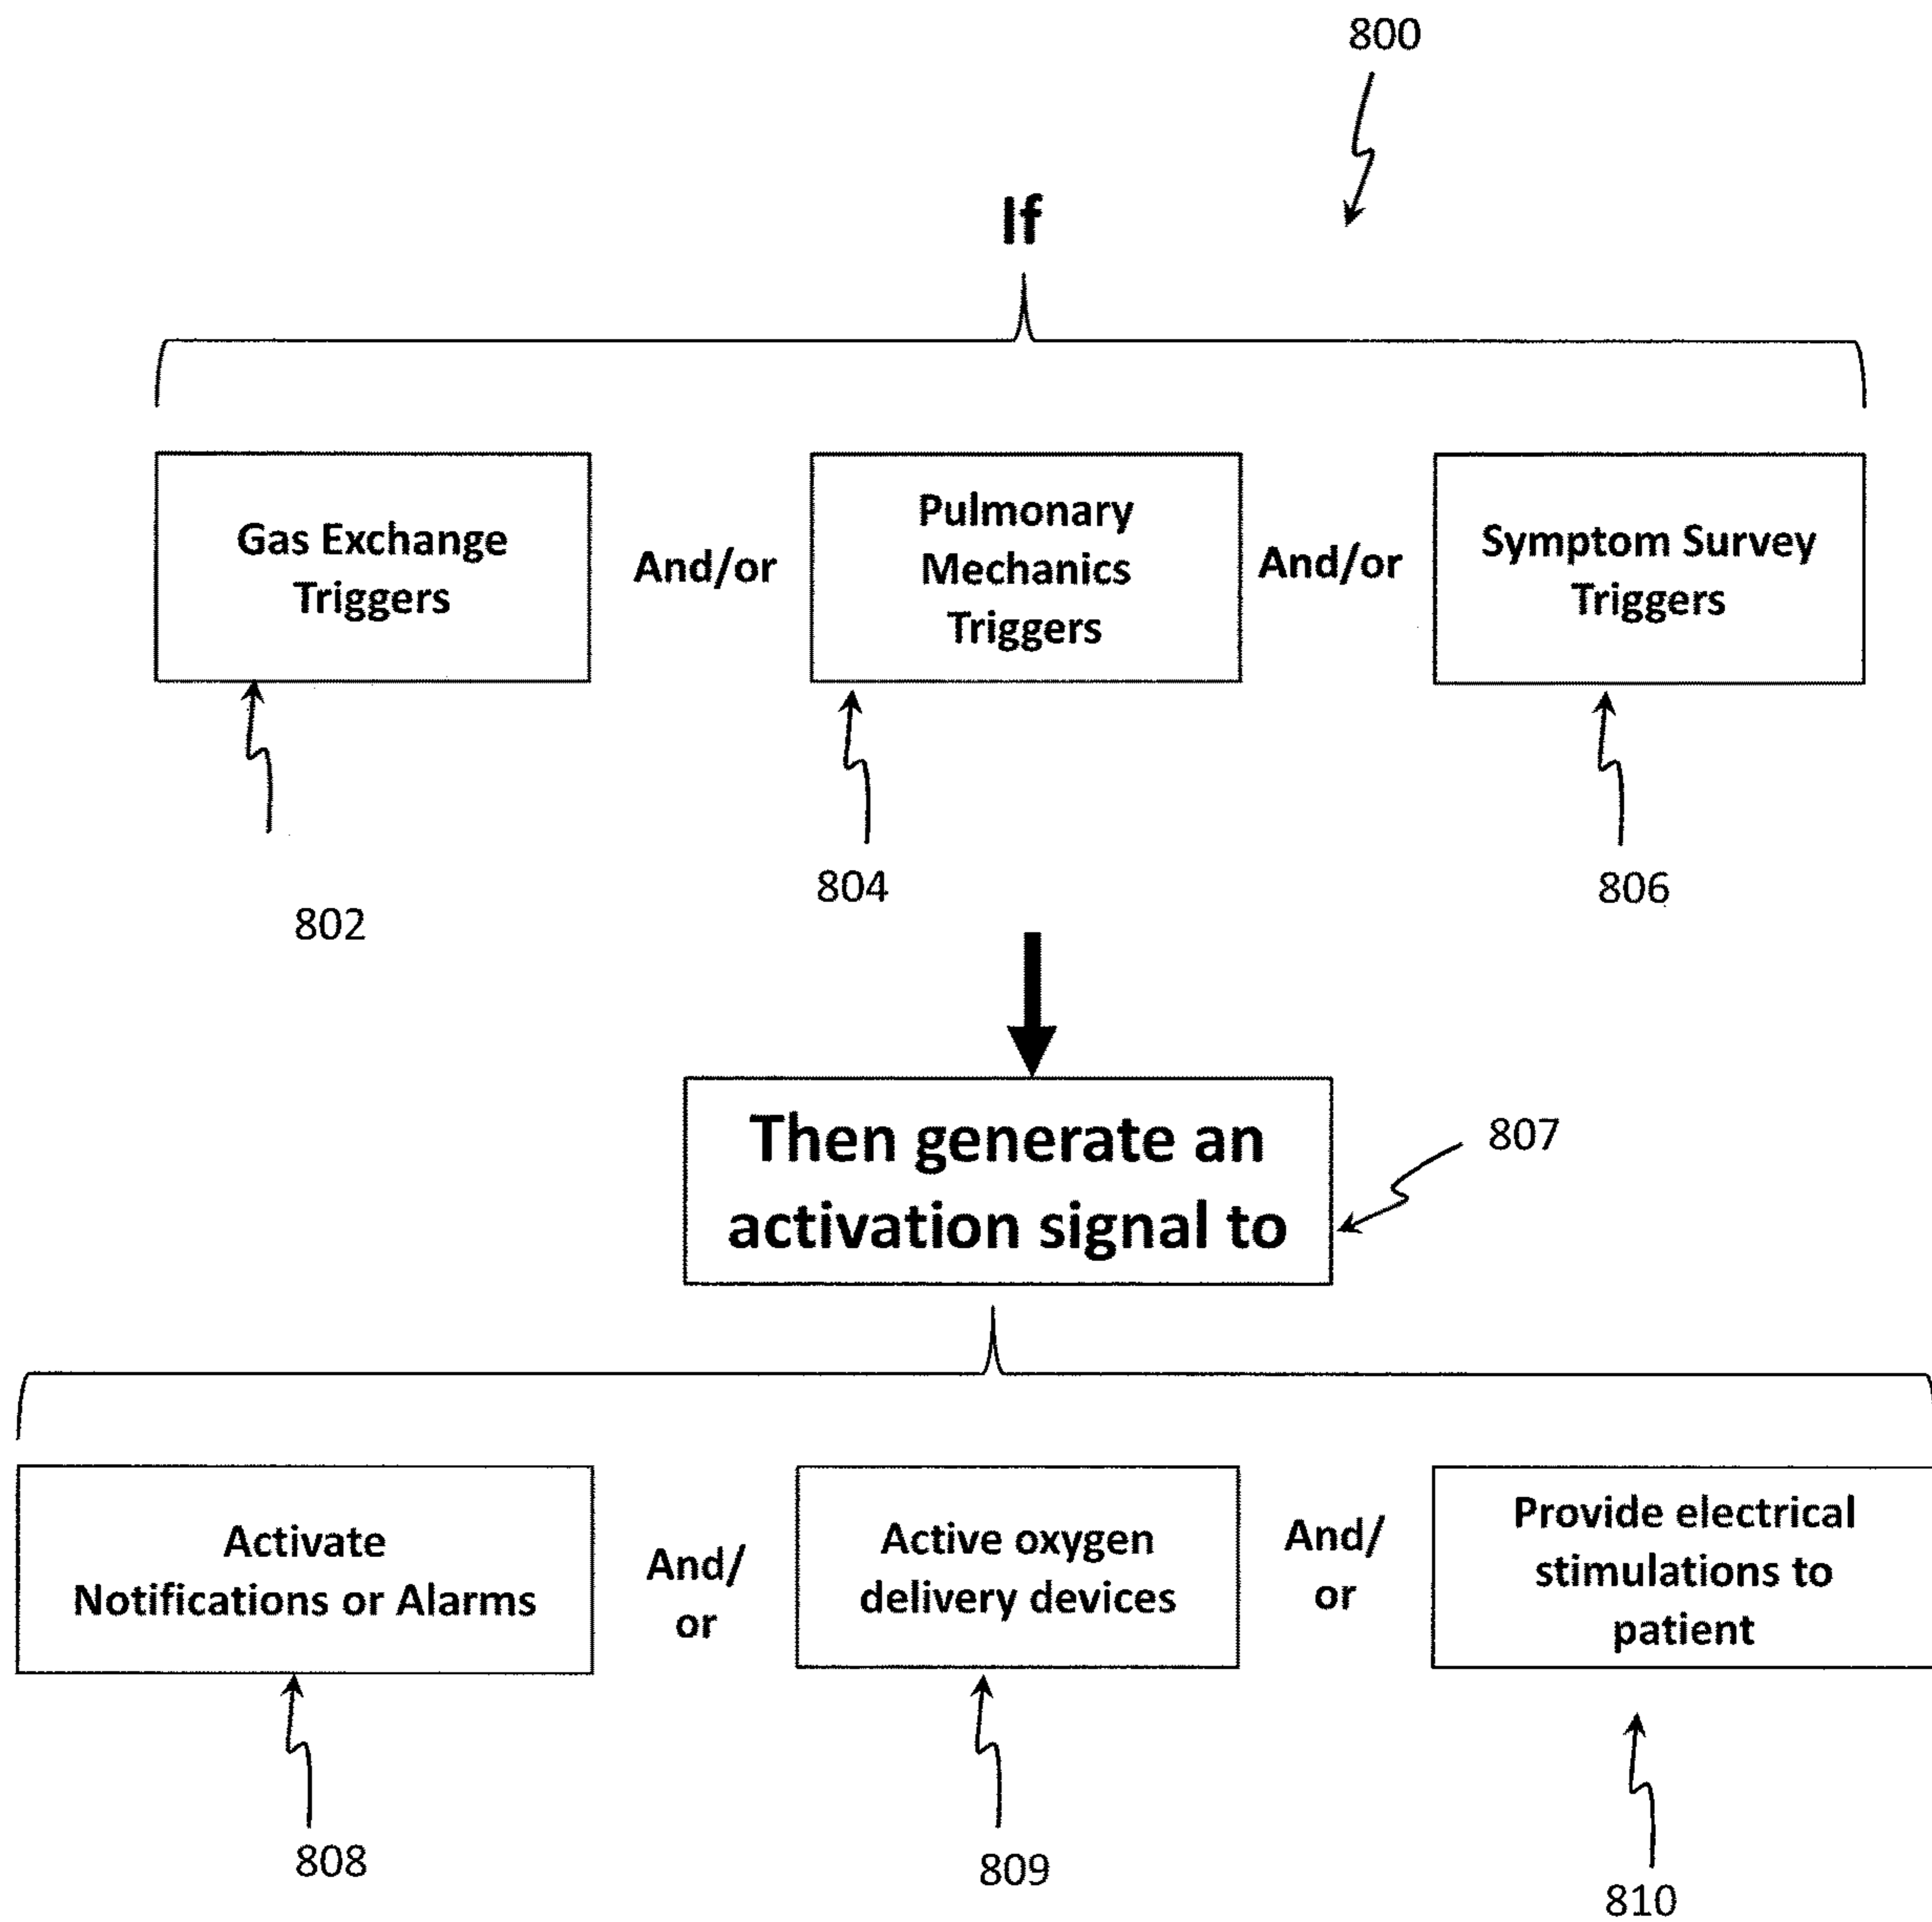 800
If
Gas Exchange
Triggers
And/or
Pulmonary
Mechanics
Triggers
And/or
Symptom Survey
Triggers
802
804
806
Then generate an
activation signal to
807
Activate
Notifications or Alarms
And/
or
Active oxygen
delivery devices
And/
or
Provide electrical
stimulations to
patient
808
809
810